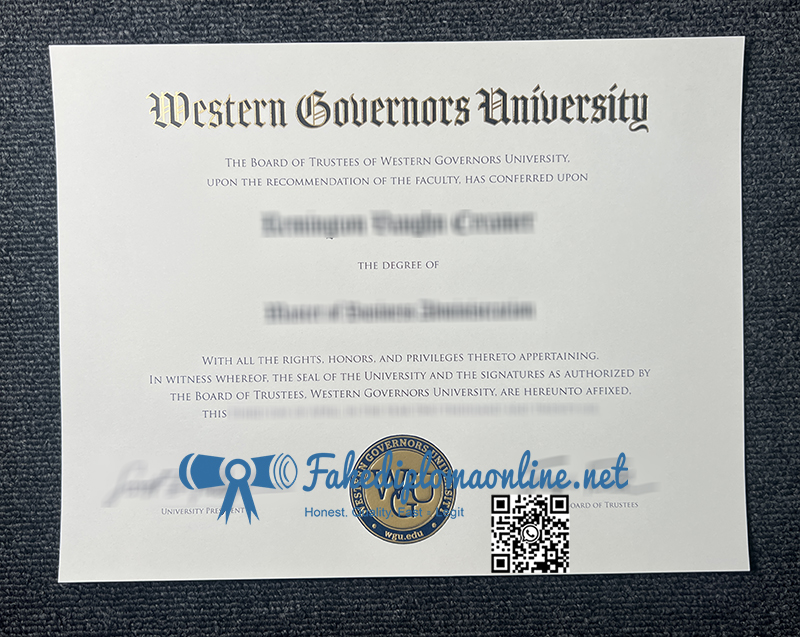 Western Governors University
THE BOARD OF TRUSTEES OF WESTERN GOVERNORS UNIVERSITY,
UPON THE RECOMMENDATION OF THE FACULTY, HAS CONFERRED UPON
THE DEGREE OF
WITH ALL THE RIGHTS, HONORS, AND PRIVILEGES THERETO APPERTAINING.
IN WITNESS WHEREOF, THE SEAL OF THE UNIVERSITY AND THE SIGNATURES AS AUTHORIZED BY
THE BOARD OF TRUSTEES, WESTERN GOVERNORS UNIVERSITY, ARE HEREUNTO AFFIXED,
THIS
WESTERN GOVERNORS UNIVERSITY
WGU
wgu.edu
Fakediplomaonline.net
Honest. Quality. Fast. Legit
UNIVERSITY PRESIDENT
BOARD OF TRUSTEES